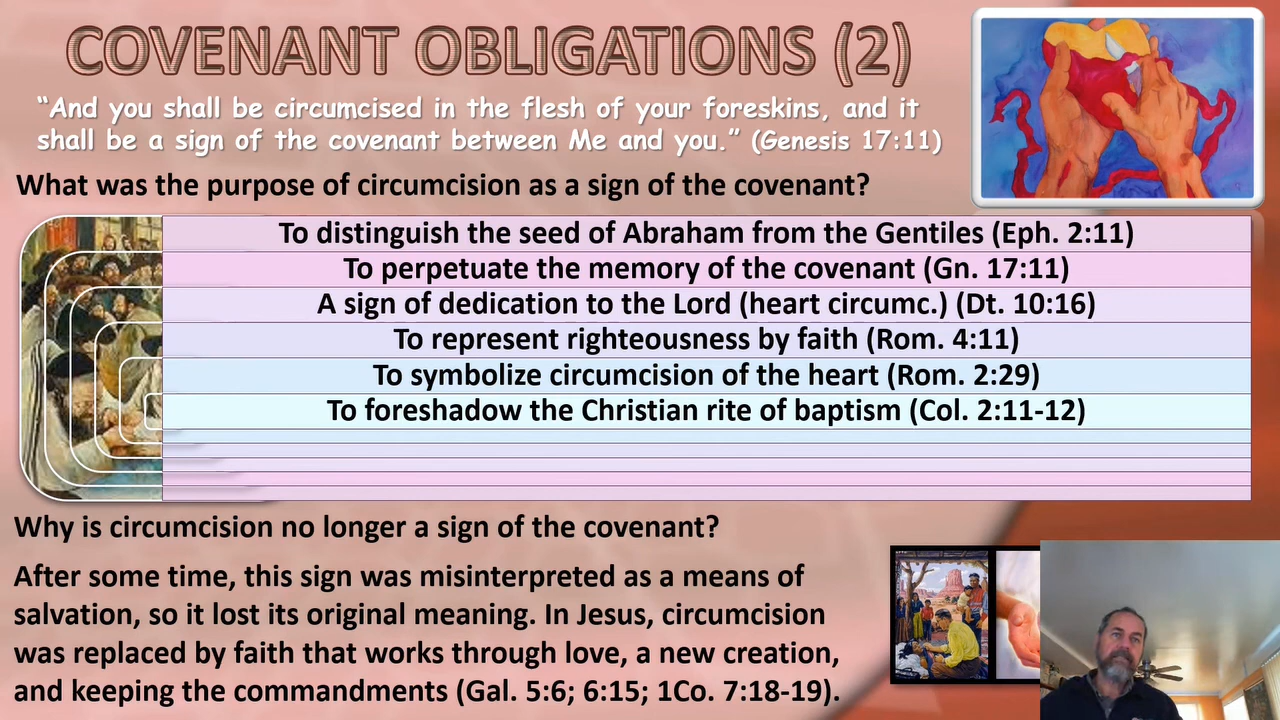 COVENANT OBLIGATIONS (2)
“And you shall be circumcised in the flesh of your foreskins, and it
shall be a sign of the covenant between Me and you.” (Genesis 17:11)
What was the purpose of circumcision as a sign of the covenant?
To distinguish the seed of Abraham from the Gentiles (Eph. 2:11)
To perpetuate the memory of the covenant (Gn. 17:11)
A sign of dedication to the Lord (heart circumc.) (Dt. 10:16)
To represent righteousness by faith (Rom. 4:11)
To symbolize circumcision of the heart (Rom. 2:29)
To foreshadow the Christian rite of baptism (Col. 2:11-12)
Why is circumcision no longer a sign of the covenant?
After some time, this sign was misinterpreted as a means of
salvation, so it lost its original meaning. In Jesus, circumcision
was replaced by faith that works through love, a new creation,
and keeping the commandments (Gal. 5:6; 6:15; 1Co. 7:18-19).